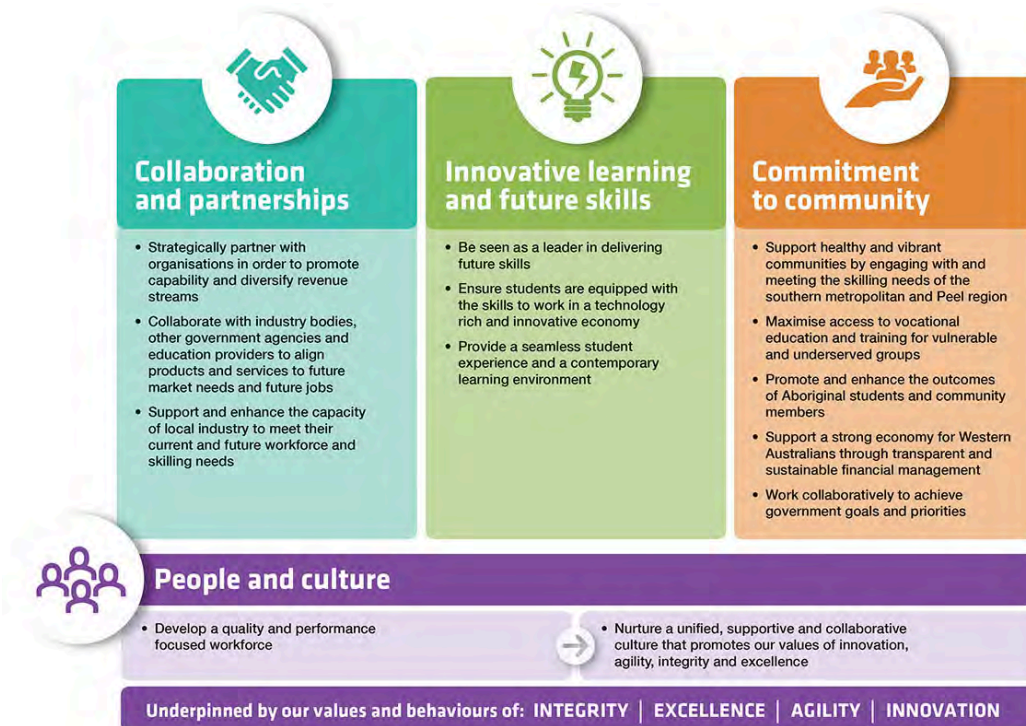 Collaboration
and partnerships
• Strategically partner with
organisations in order to promote
capability and diversify revenue
streams
• Collaborate with industry bodies,
other government agencies and
education providers to align
products and services to future
market needs and future jobs
• Support and enhance the capacity
of local industry to meet their
current and future workforce and
skilling needs
Innovative learning
and future skills
• Be seen as a leader in delivering
future skills
• Ensure students are equipped with
the skills to work in a technology
rich and innovative economy
• Provide a seamless student
experience and a contemporary
learning environment
Commitment
to community
• Support healthy and vibrant
communities by engaging with and
meeting the skilling needs of the
southern metropolitan and Peel region
• Maximise access to vocational
education and training for vulnerable
and underserved groups
• Promote and enhance the outcomes
of Aboriginal students and community
members
• Support a strong economy for Western
Australians through transparent and
sustainable financial management
• Work collaboratively to achieve
government goals and priorities
People and culture
• Develop a quality and performance
focused workforce
• Nurture a unified, supportive and collaborative
culture that promotes our values of innovation,
agility, integrity and excellence
Underpinned by our values and behaviours of: INTEGRITY | EXCELLENCE | AGILITY | INNOVATION